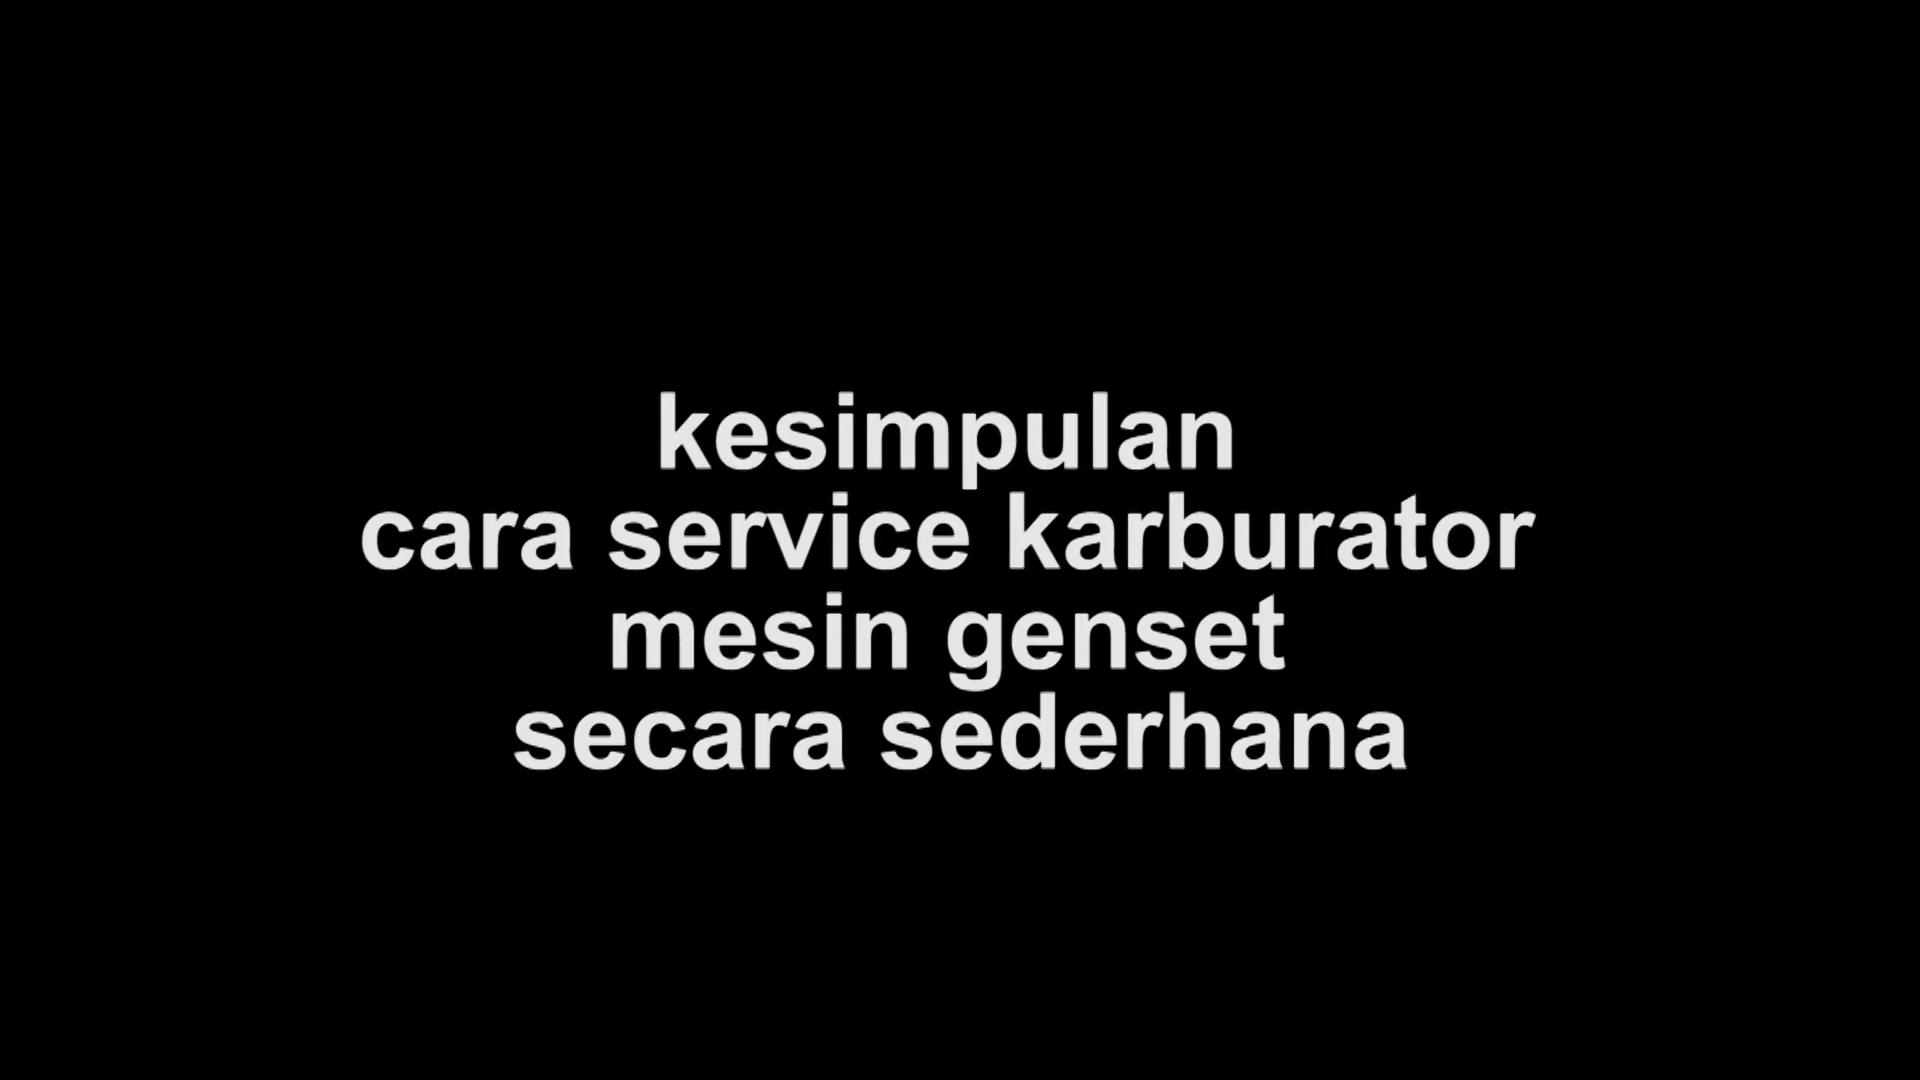 kesimpulan
cara service karburator
mesin genset
secara sederhana